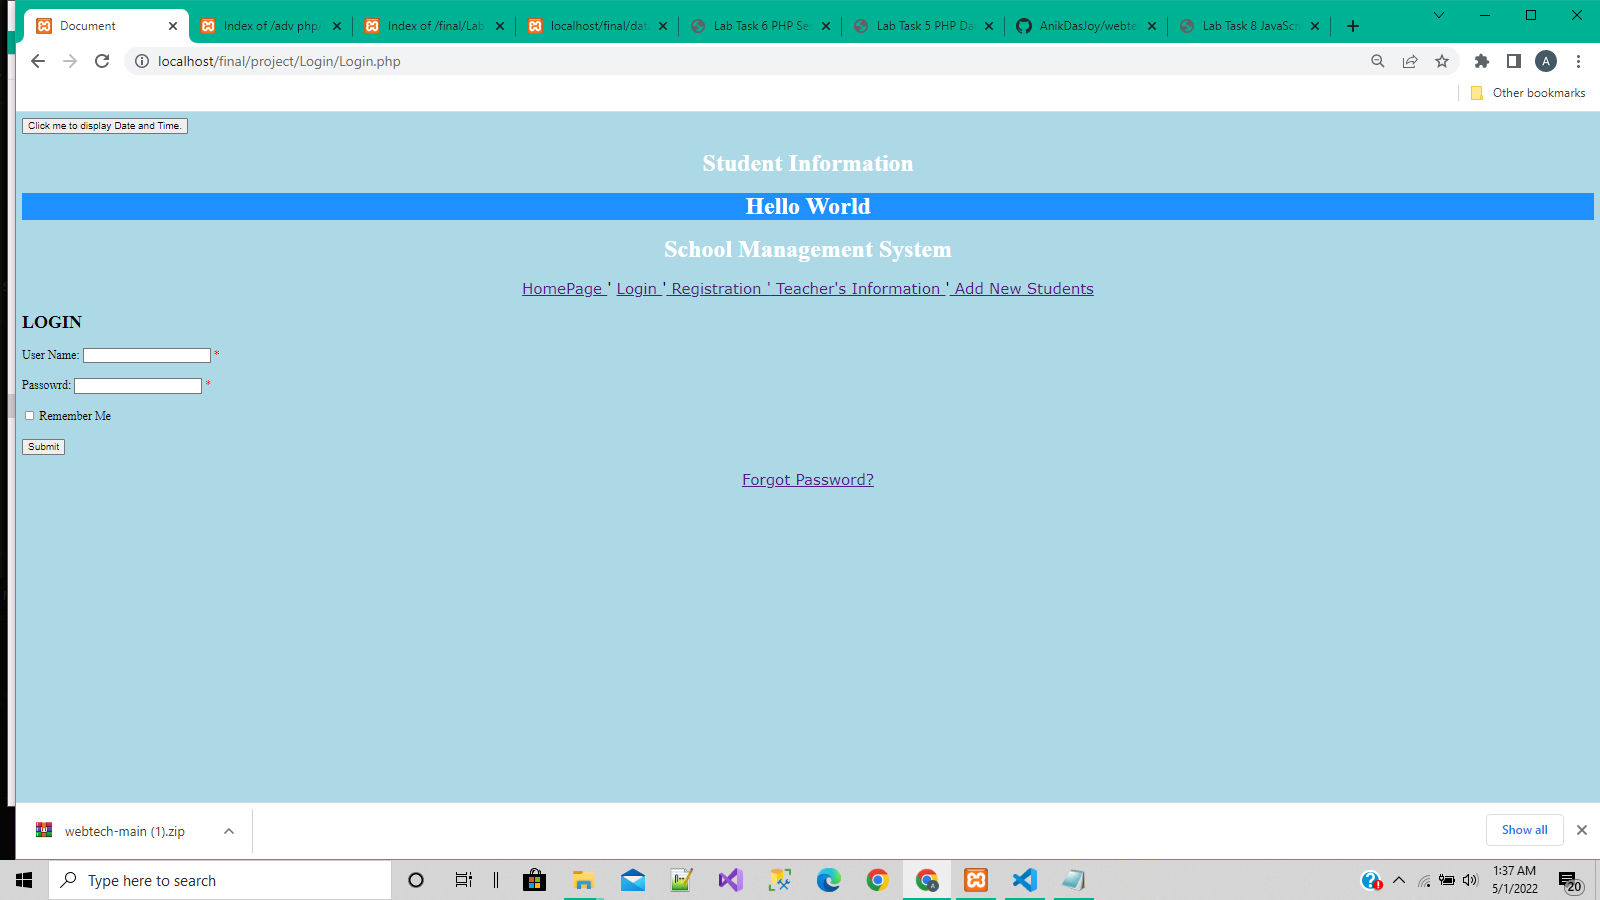 Document
Index of /adv php/
Index of /final/Lab
localhost/final/dat
Lab Task 6 PHP Se
Lab Task 5 PHP Da
AnikDasJoy/webte
Lab Task 8 JavaScr
localhost/final/project/Login/Login.php
A
Other bookmarks
Click me to display Date and Time.
Student Information
Hello World
School Management System
HomePage ' Login ' Registration ' Teacher's Information ' Add New Students
LOGIN
User Name: *
Passowrd: *
Remember Me
Submit
Forgot Password?
webtech-main (1).zip
Show all
Type here to search
1:37 AM
5/1/2022
20